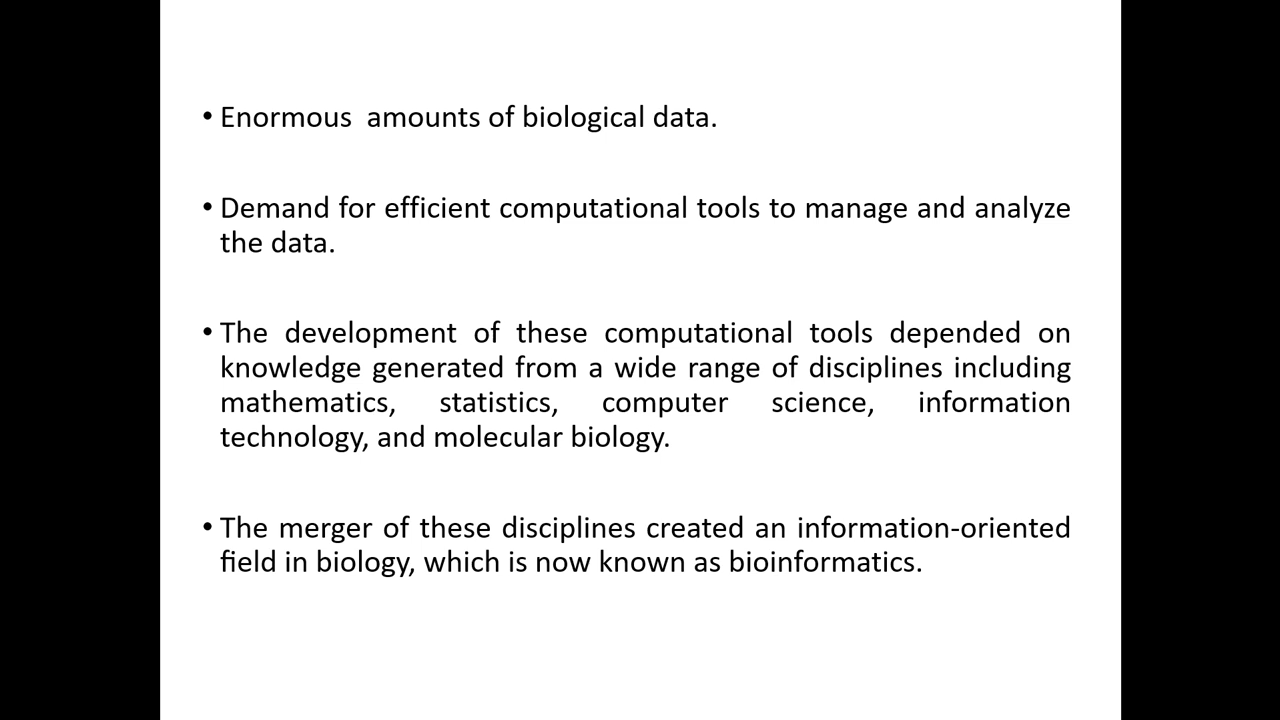 • Enormous  amounts of biological data.
• Demand for efficient computational tools to manage and analyze
the data.
• The development of these computational tools depended on
knowledge generated from a wide range of disciplines including
mathematics, statistics, computer science, information
technology, and molecular biology.
• The merger of these disciplines created an information-oriented
field in biology, which is now known as bioinformatics.